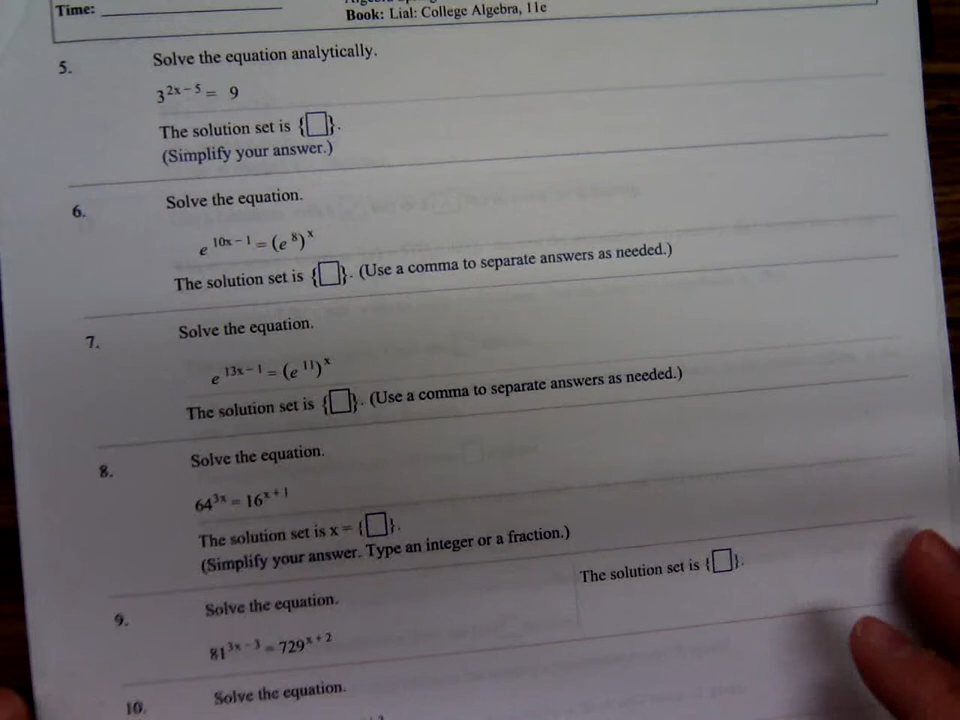 Time:
Book: Lial: College Algebra, 11e
5. Solve the equation analytically.
3^(2x − 5) = 9
The solution set is {□}.
(Simplify your answer.)
6. Solve the equation.
e^(10x − 1) = (e^8)^x
The solution set is {□}. (Use a comma to separate answers as needed.)
7. Solve the equation.
e^(13x − 1) = (e^11)^x
The solution set is {□}. (Use a comma to separate answers as needed.)
8. Solve the equation.
64^(3x) = 16^(x + 1)
The solution set is x = {□}.
(Simplify your answer. Type an integer or a fraction.)
9. Solve the equation.
81^(3x − 3) = 729^(x + 2)
The solution set is {□}.
10. Solve the equation.